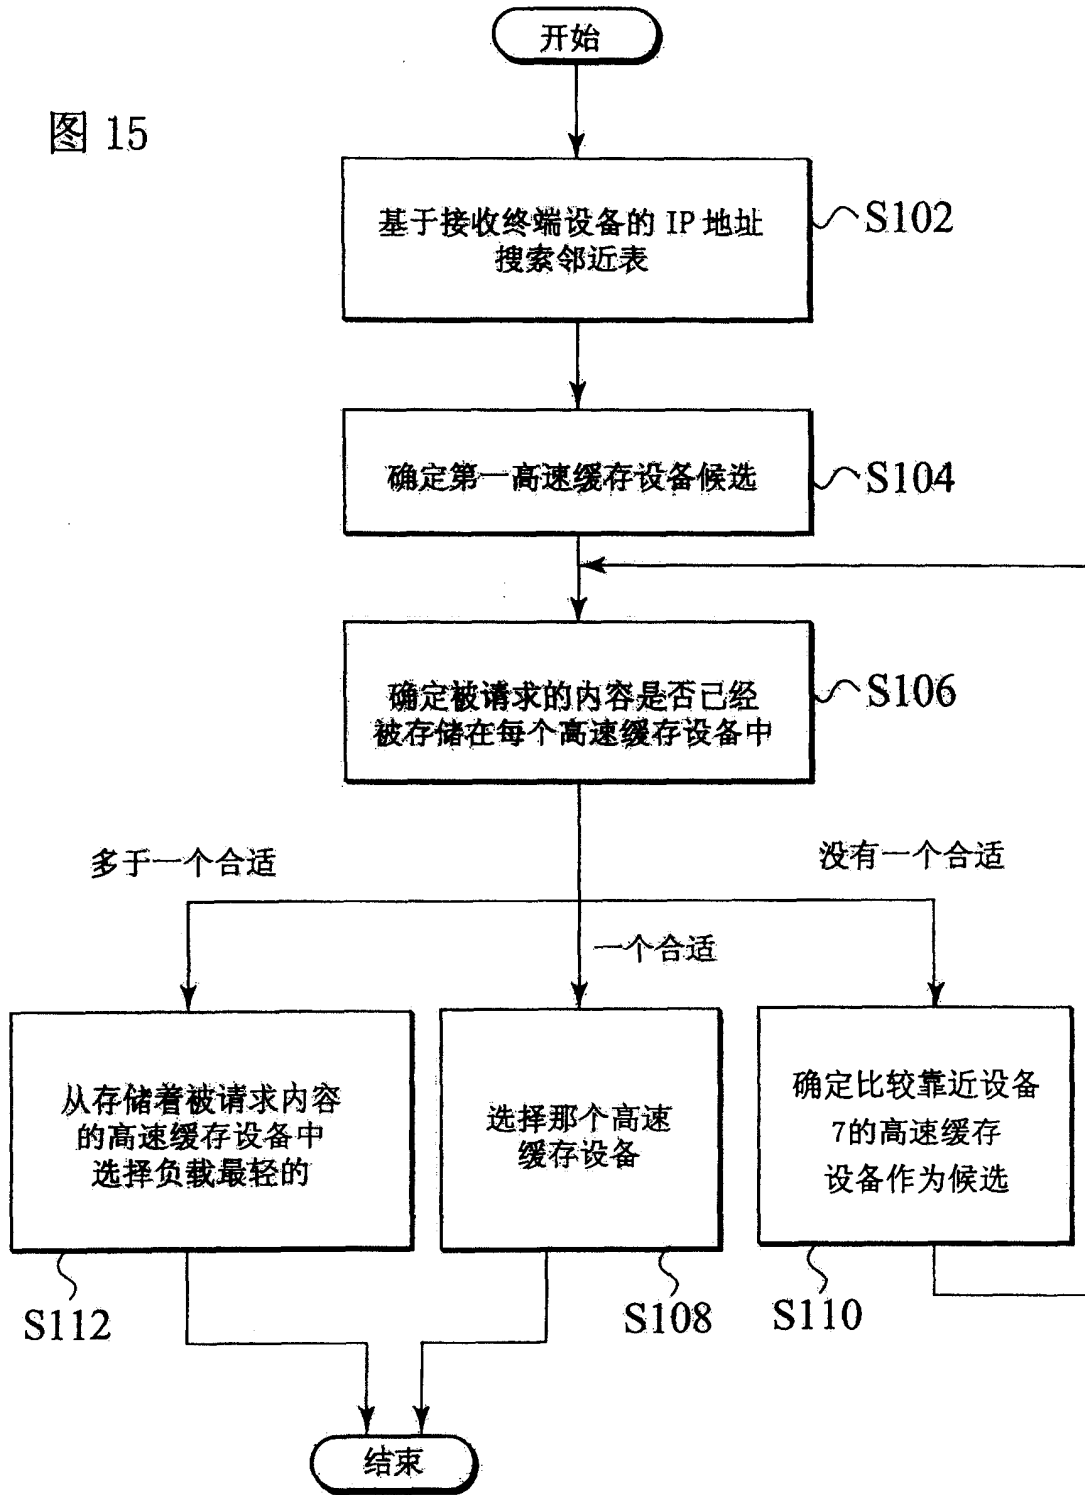 开始
图 15
基于接收终端设备的 IP 地址
搜索邻近表
S102
确定第一高速缓存设备候选
S104
确定被请求的内容是否已经
被存储在每个高速缓存设备中
S106
多于一个合适
没有一个合适
一个合适
从存储着被请求内容
的高速缓存设备中
选择负载最轻的
选择那个高速
缓存设备
确定比较靠近设备
7的高速缓存
设备作为候选
S112
S108
S110
结束